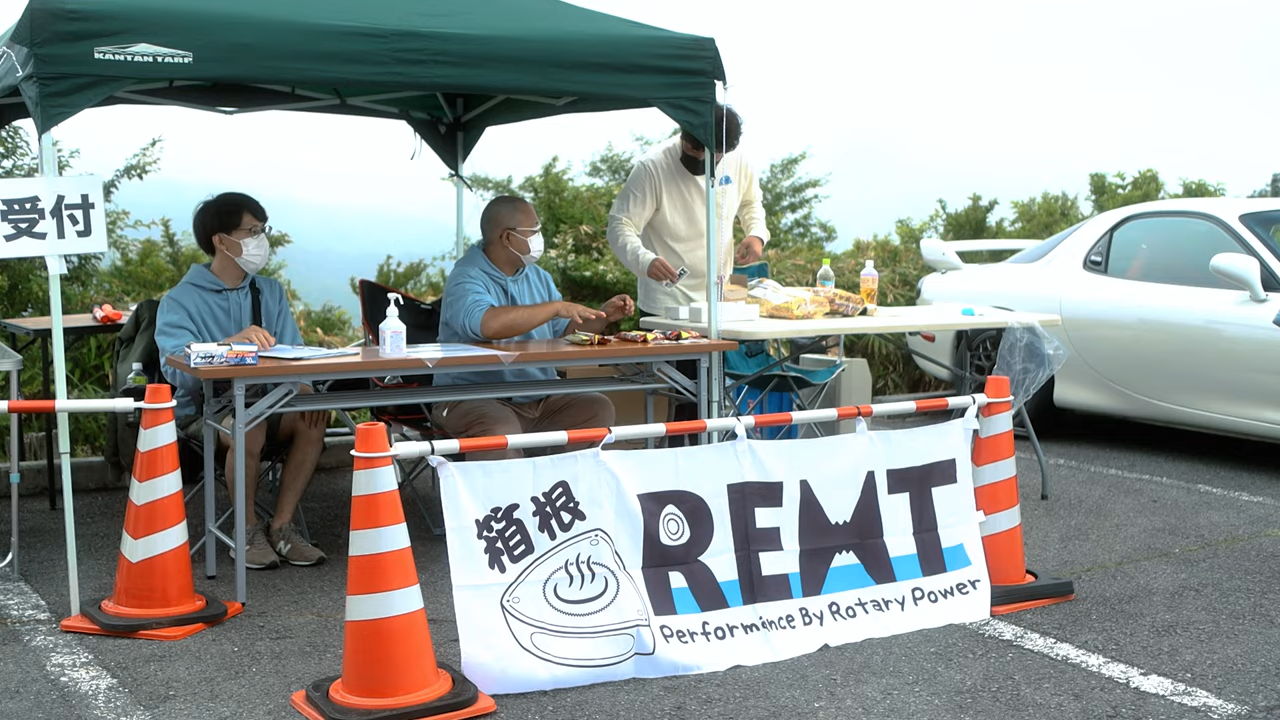 KANTAN TARP
受付
箱根
REMT
Performance By Rotary Power